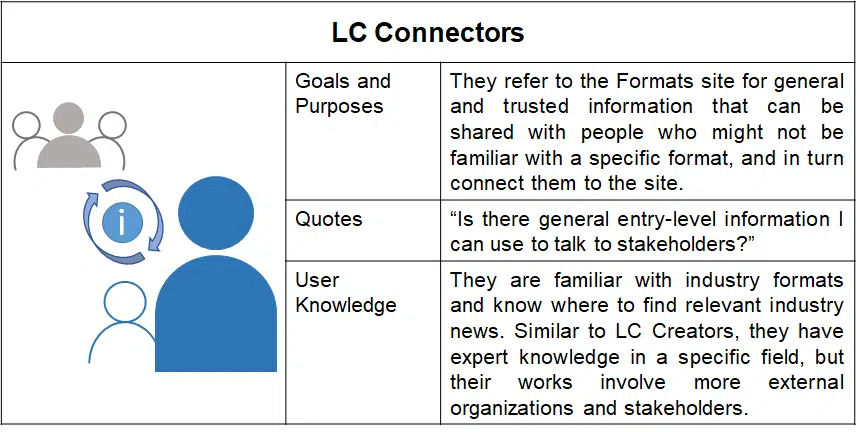 LC Connectors
Goals and
Purposes
They refer to the Formats site for general
and trusted information that can be
shared with people who might not be
familiar with a specific format, and in turn
connect them to the site.
i
Quotes
“Is there general entry-level information I
can use to talk to stakeholders?”
User
Knowledge
They are familiar with industry formats
and know where to find relevant industry
news. Similar to LC Creators, they have
expert knowledge in a specific field, but
their works involve more external
organizations and stakeholders.